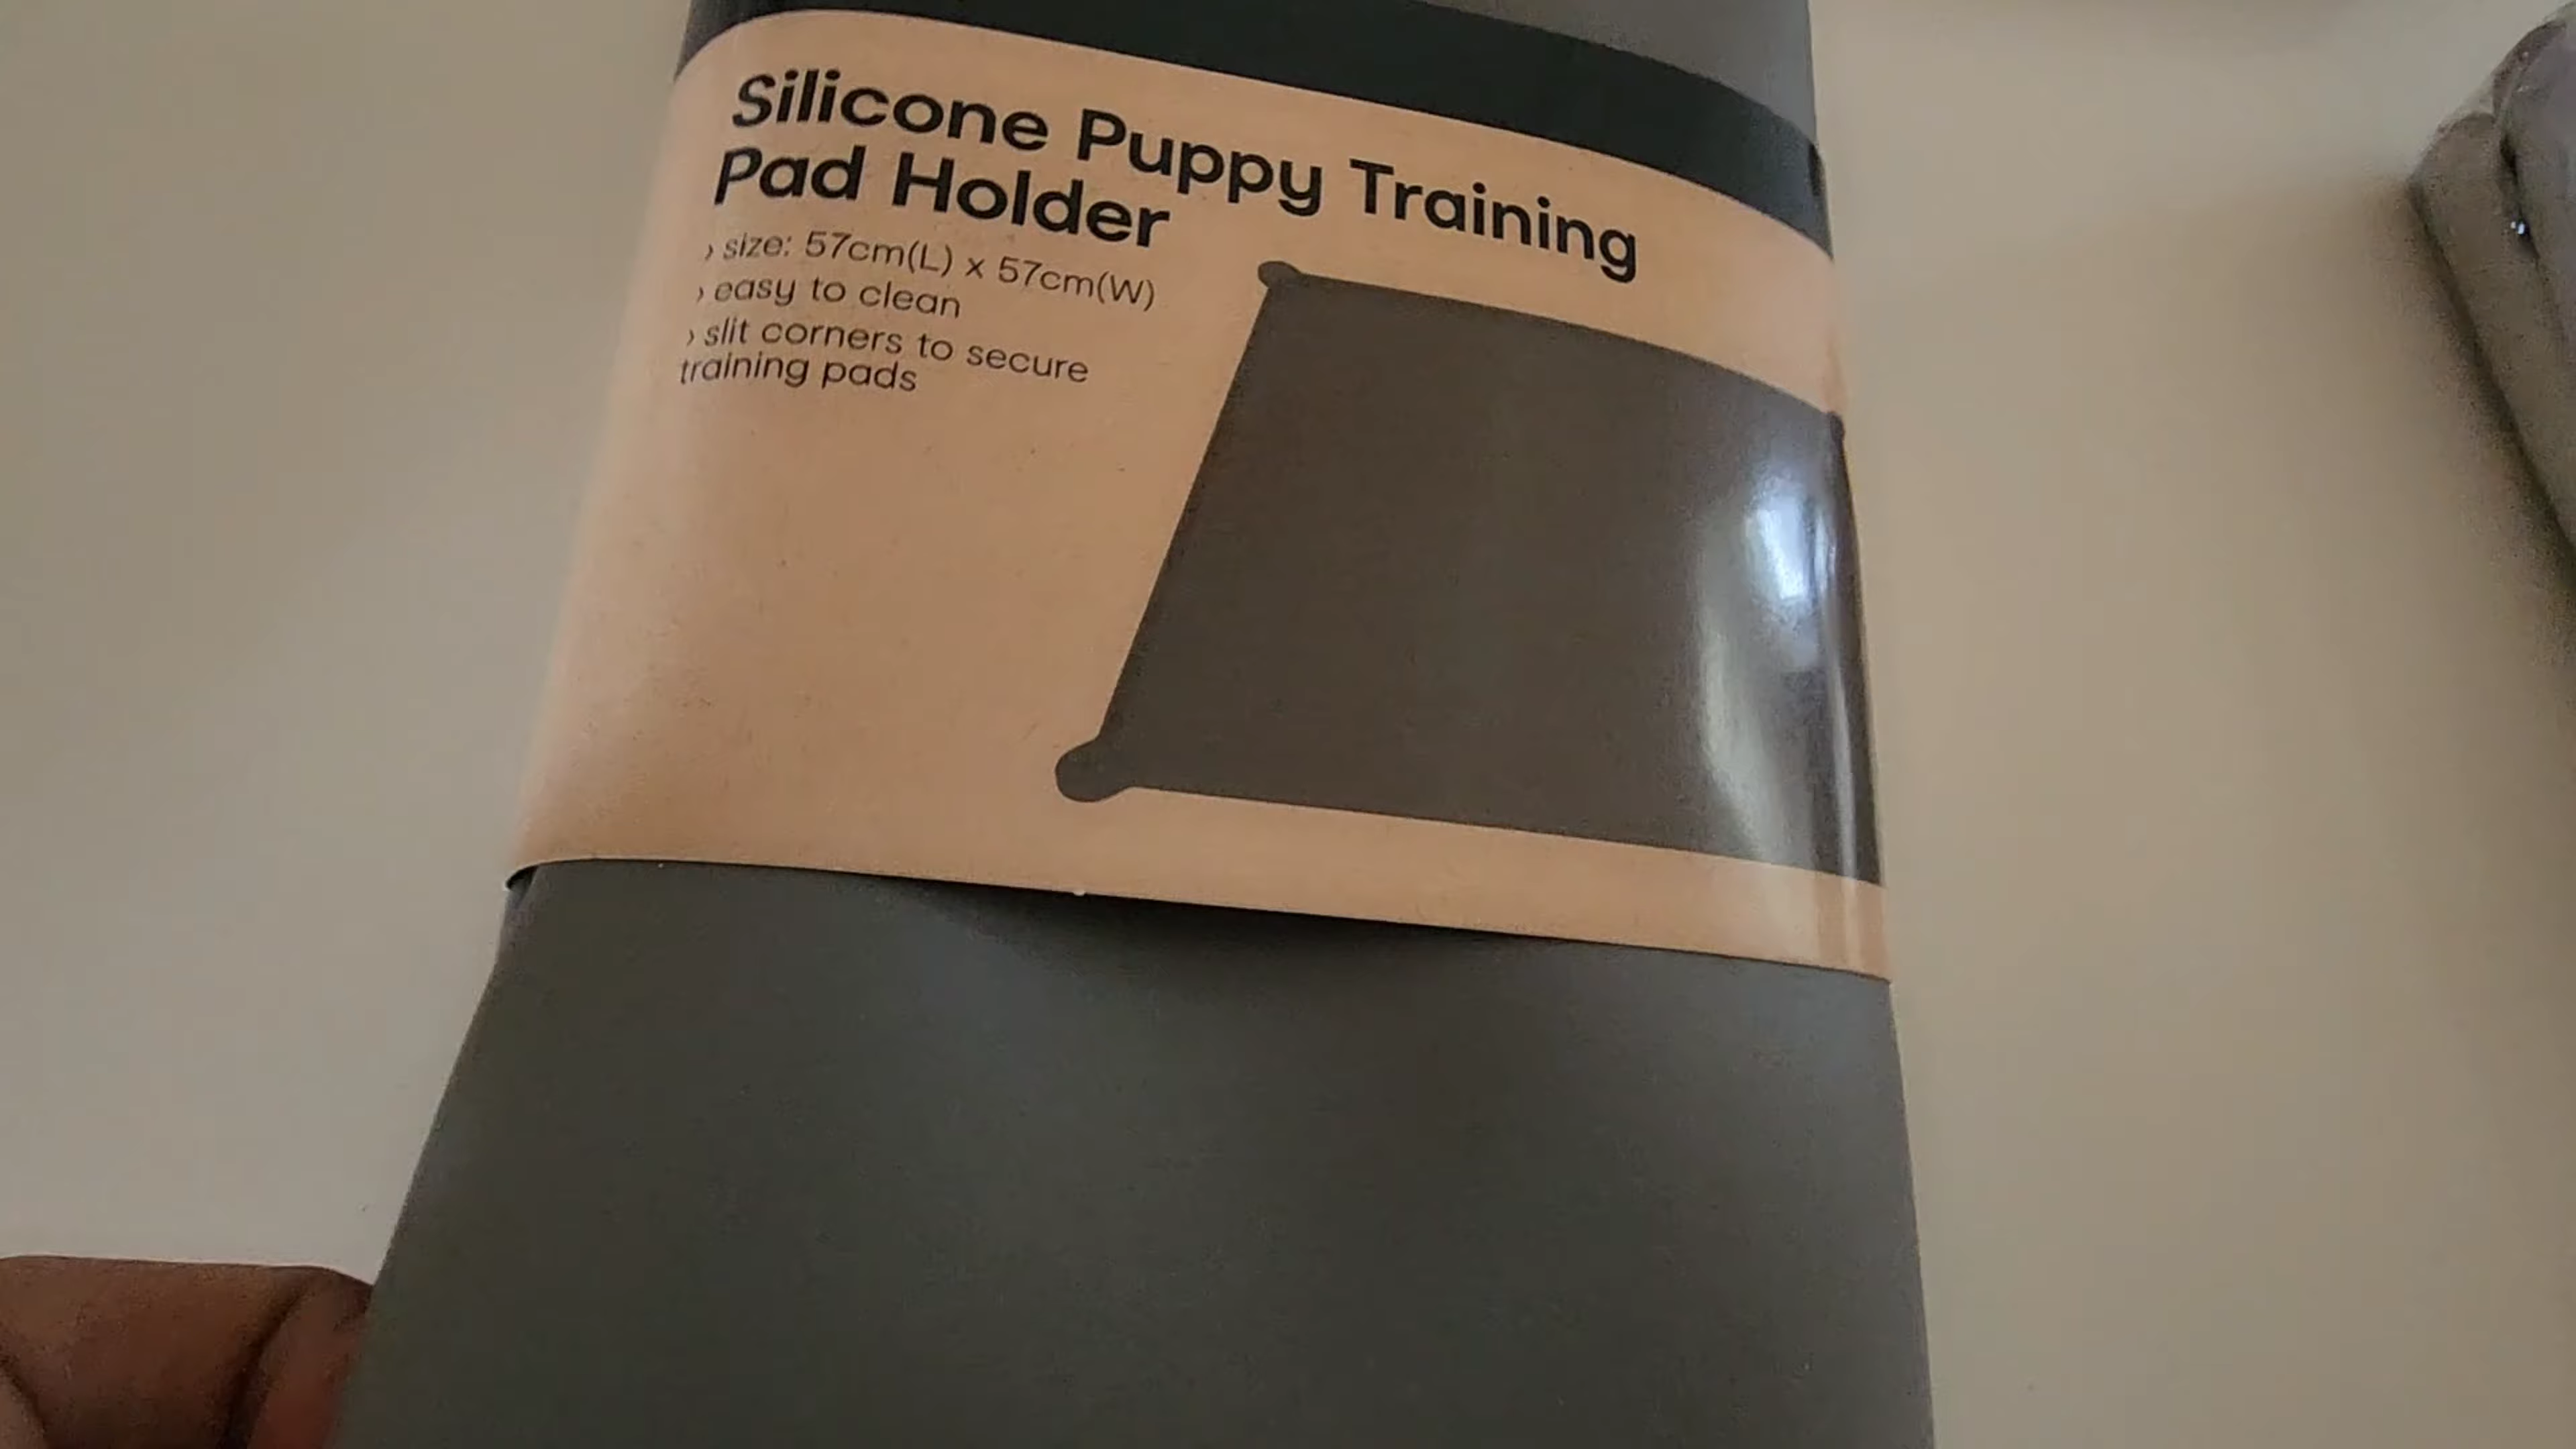 Silicone Puppy Training
Pad Holder
› size: 57cm(L) x 57cm(W)
› easy to clean
› slit corners to secure
training pads